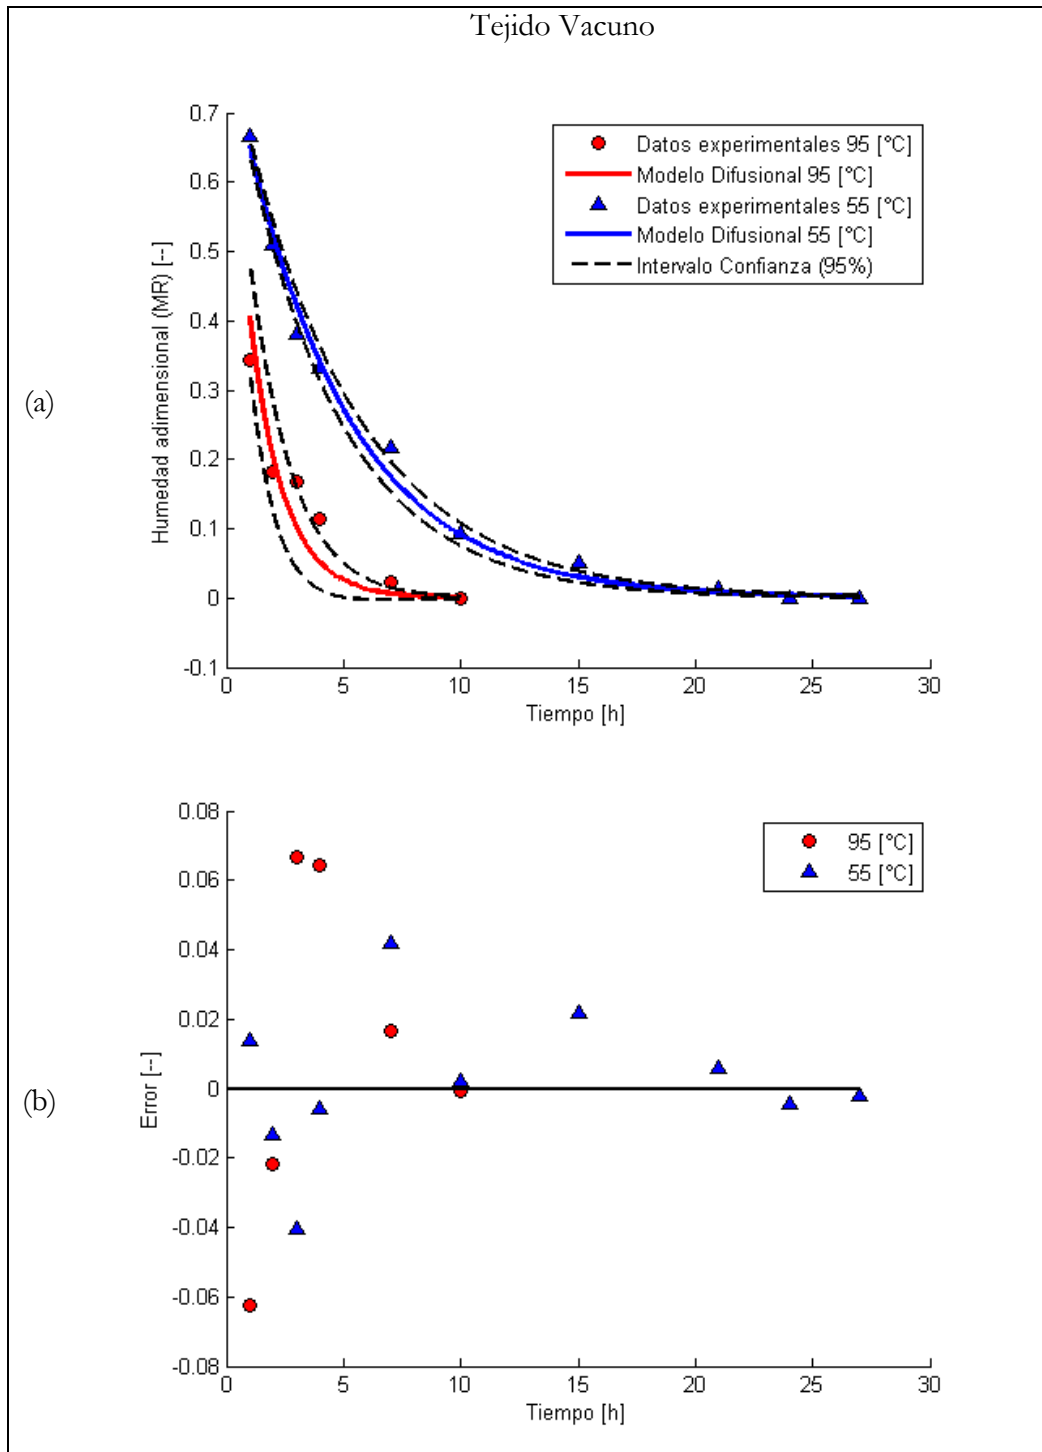 Tejido Vacuno
(a)
Humedad adimensional (MR) [--]
0.7
0.6
0.5
0.4
0.3
0.2
0.1
0
-0.1
0
5
10
15
20
25
30
Tiempo [h]
Datos experimentales 95 [°C]
Modelo Difusional 95 [°C]
Datos experimentales 55 [°C]
Modelo Difusional 55 [°C]
Intervalo Confianza (95%)
(b)
Error [--]
0.08
0.06
0.04
0.02
0
-0.02
-0.04
-0.06
-0.08
0
5
10
15
20
25
30
Tiempo [h]
95 [°C]
55 [°C]